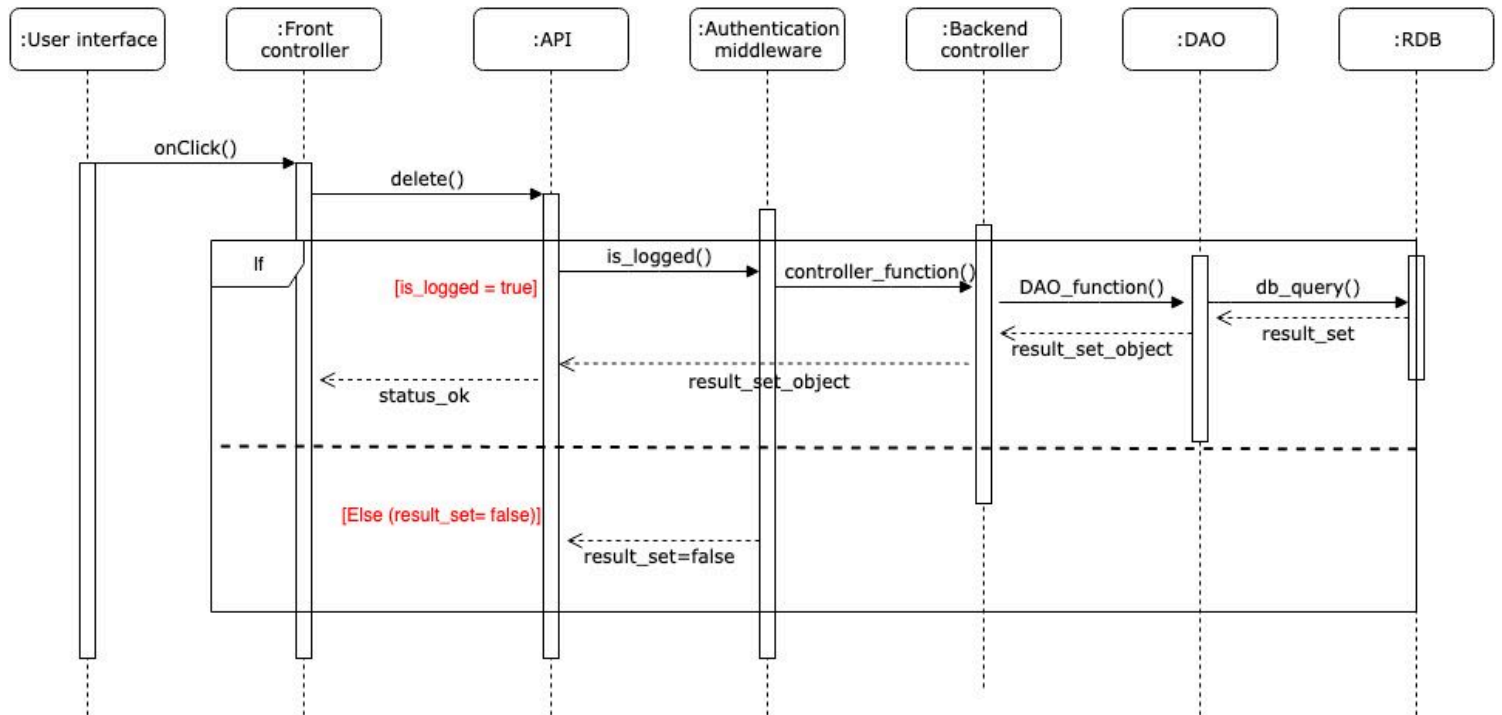 :User interface
:Front
controller
:API
:Authentication
middleware
:Backend
controller
:DAO
:RDB
onClick()
delete()
If
is_logged()
[is_logged = true]
controller_function()
DAO_function()
db_query()
result_set
result_set_object
result_set_object
status_ok
[Else (result_set= false)]
result_set=false